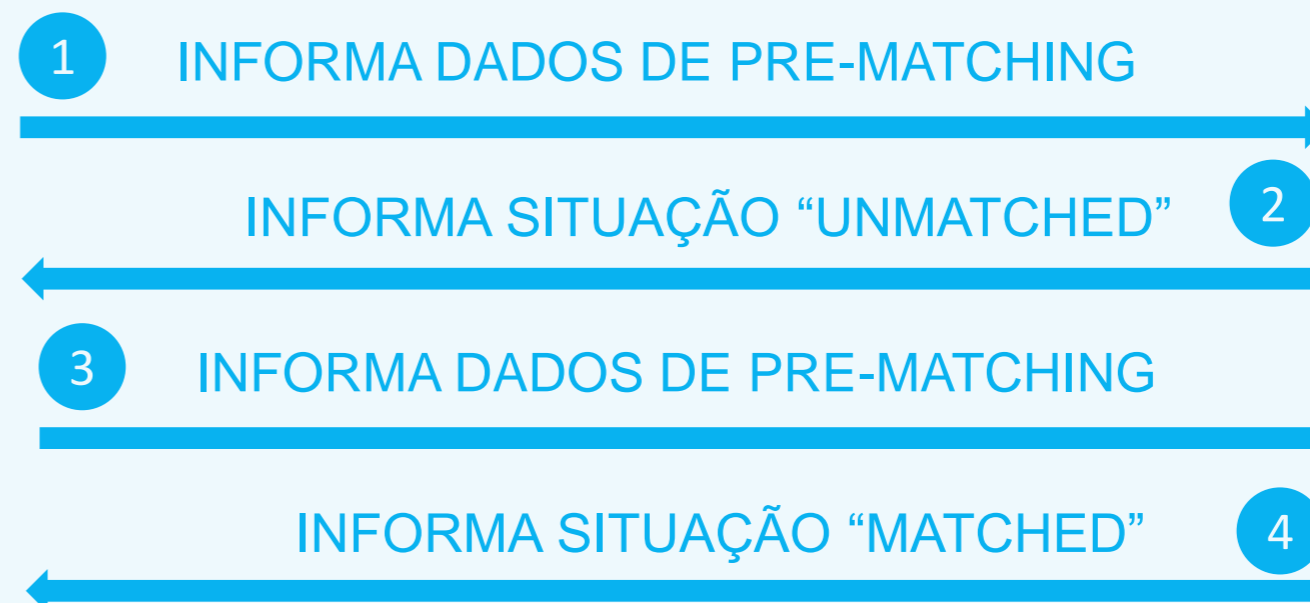 1 INFORMA DADOS DE PRE-MATCHING
INFORMA SITUAÇÃO “UNMATCHED” 2
3 INFORMA DADOS DE PRE-MATCHING
INFORMA SITUAÇÃO “MATCHED” 4